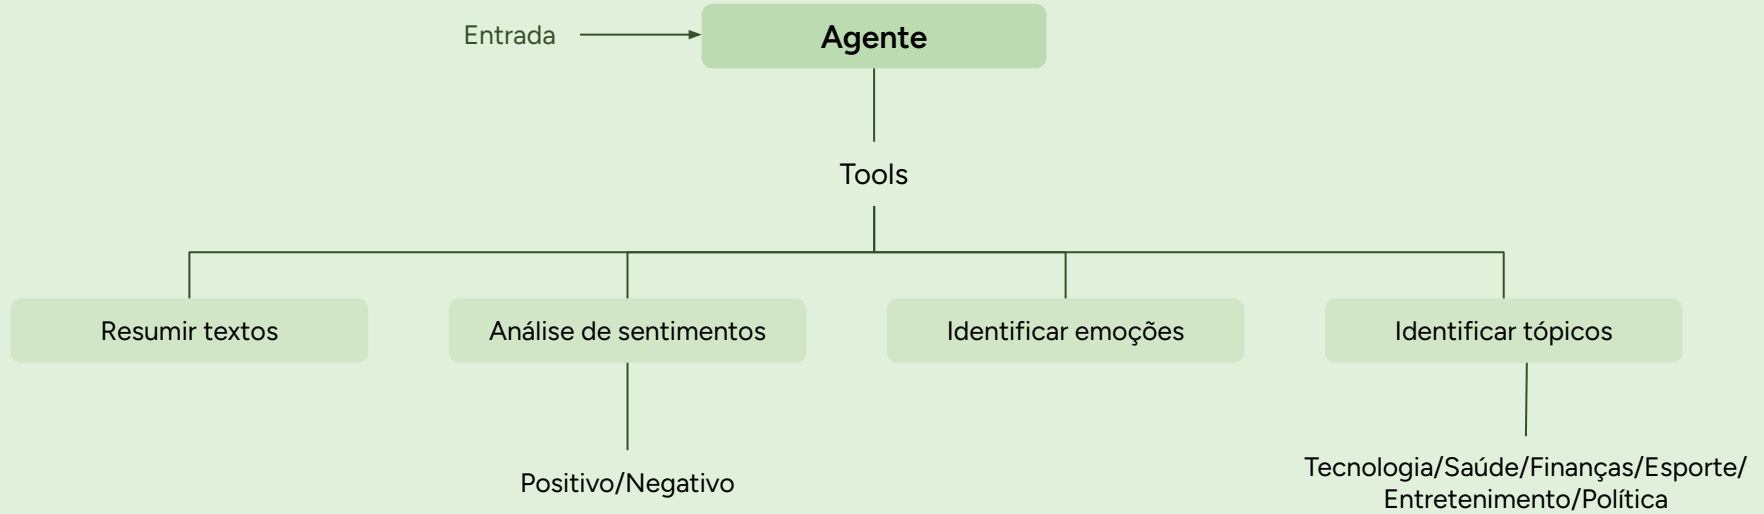 Entrada
Agente
Tools
Resumir textos
Análise de sentimentos
Identificar emoções
Identificar tópicos
Positivo/Negativo
Tecnologia/Saúde/Finanças/Esporte/
Entretenimento/Política